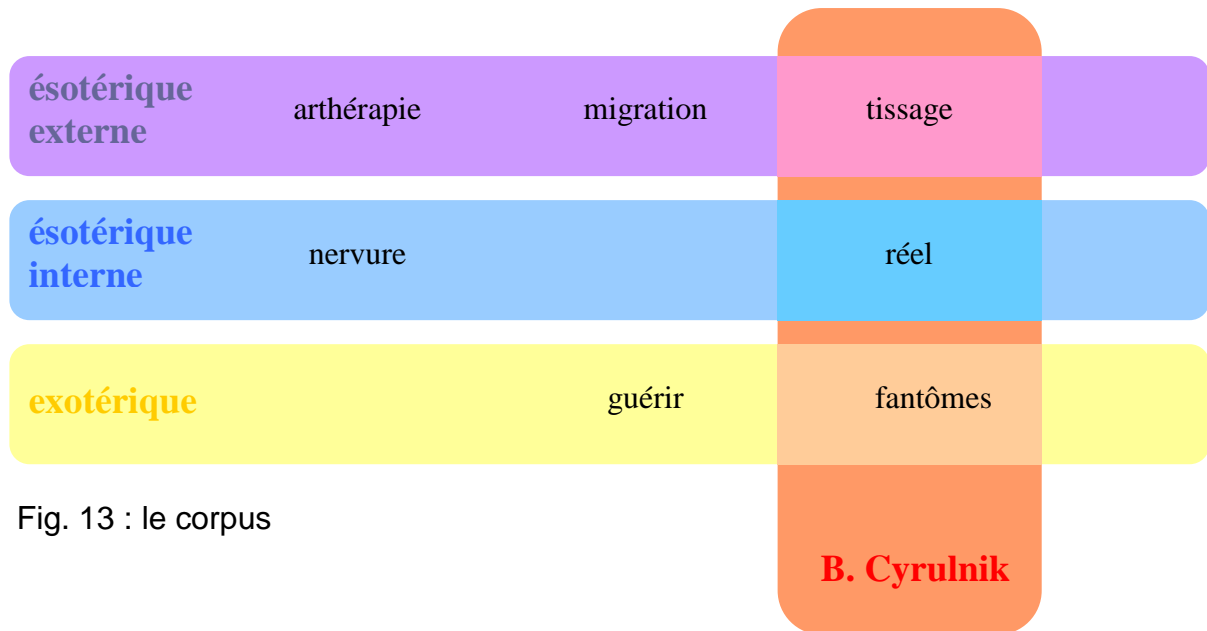 ésotérique
externe
arthérapie migration tissage
ésotérique
interne
nervure réel
exotérique guérir fantômes
Fig. 13 : le corpus
B. Cyrulnik